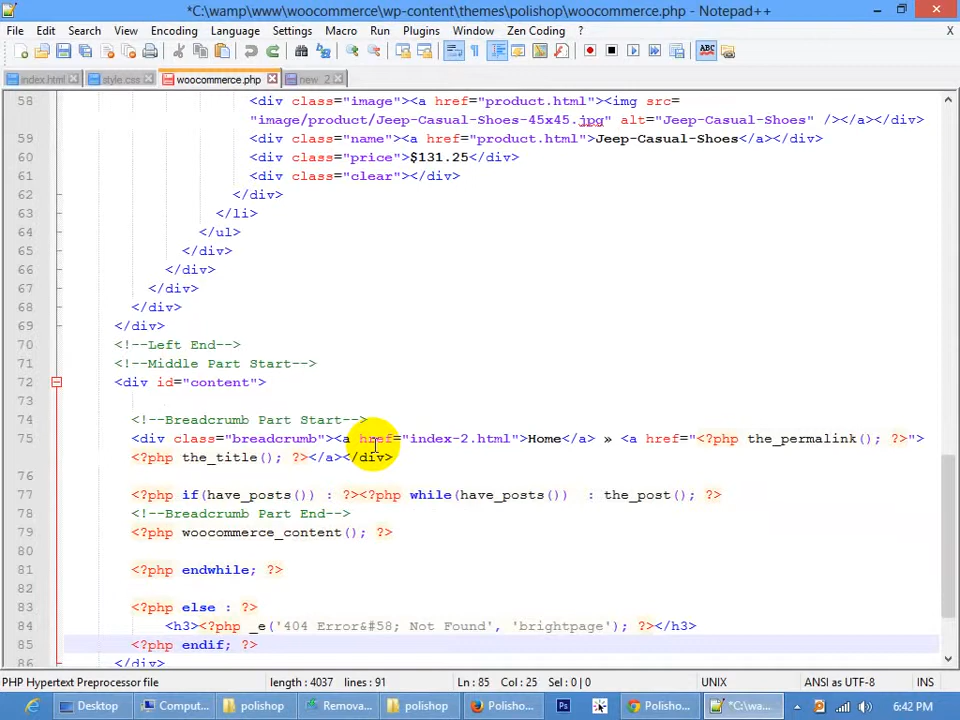 *C:\wamp\www\woocommerce\wp-content\themes\polishop\woocommerce.php - Notepad++
File Edit Search View Encoding Language Settings Macro Run Plugins Window Zen Coding ? X
index.html style.css woocommerce.php new 2
58 <div class="image"><a href="product.html"><img src=
"image/product/Jeep-Casual-Shoes-45x45.jpg" alt="Jeep-Casual-Shoes" /></a></div>
59 <div class="name"><a href="product.html">Jeep-Casual-Shoes</a></div>
60 <div class="price">$131.25</div>
61 <div class="clear"></div>
62 </div>
63 </li>
64 </ul>
65 </div>
66 </div>
67 </div>
68 </div>
69 </div>
70 <!--Left End-->
71 <!--Middle Part Start-->
72 <div id="content">
73
74 <!--Breadcrumb Part Start-->
75 <div class="breadcrumb"><a href="index-2.html">Home</a> » <a href="<?php the_permalink(); ?>">
<?php the_title(); ?></a></div>
76
77 <?php if(have_posts()) : ?><?php while(have_posts()) : the_post(); ?>
78 <!--Breadcrumb Part End-->
79 <?php woocommerce_content(); ?>
80
81 <?php endwhile; ?>
82
83 <?php else : ?>
84 <h3><?php _e('404 Error&#58; Not Found', 'brightpage'); ?></h3>
85 <?php endif; ?>
86 </div>
PHP Hypertext Preprocessor file length : 4037 lines : 91 Ln : 85 Col : 25 Sel : 0 | 0 UNIX ANSI as UTF-8 INS
Desktop Comput... polishop Remova... polishop Polisho... Ps Polisho... *C:\wa... 6:42 PM